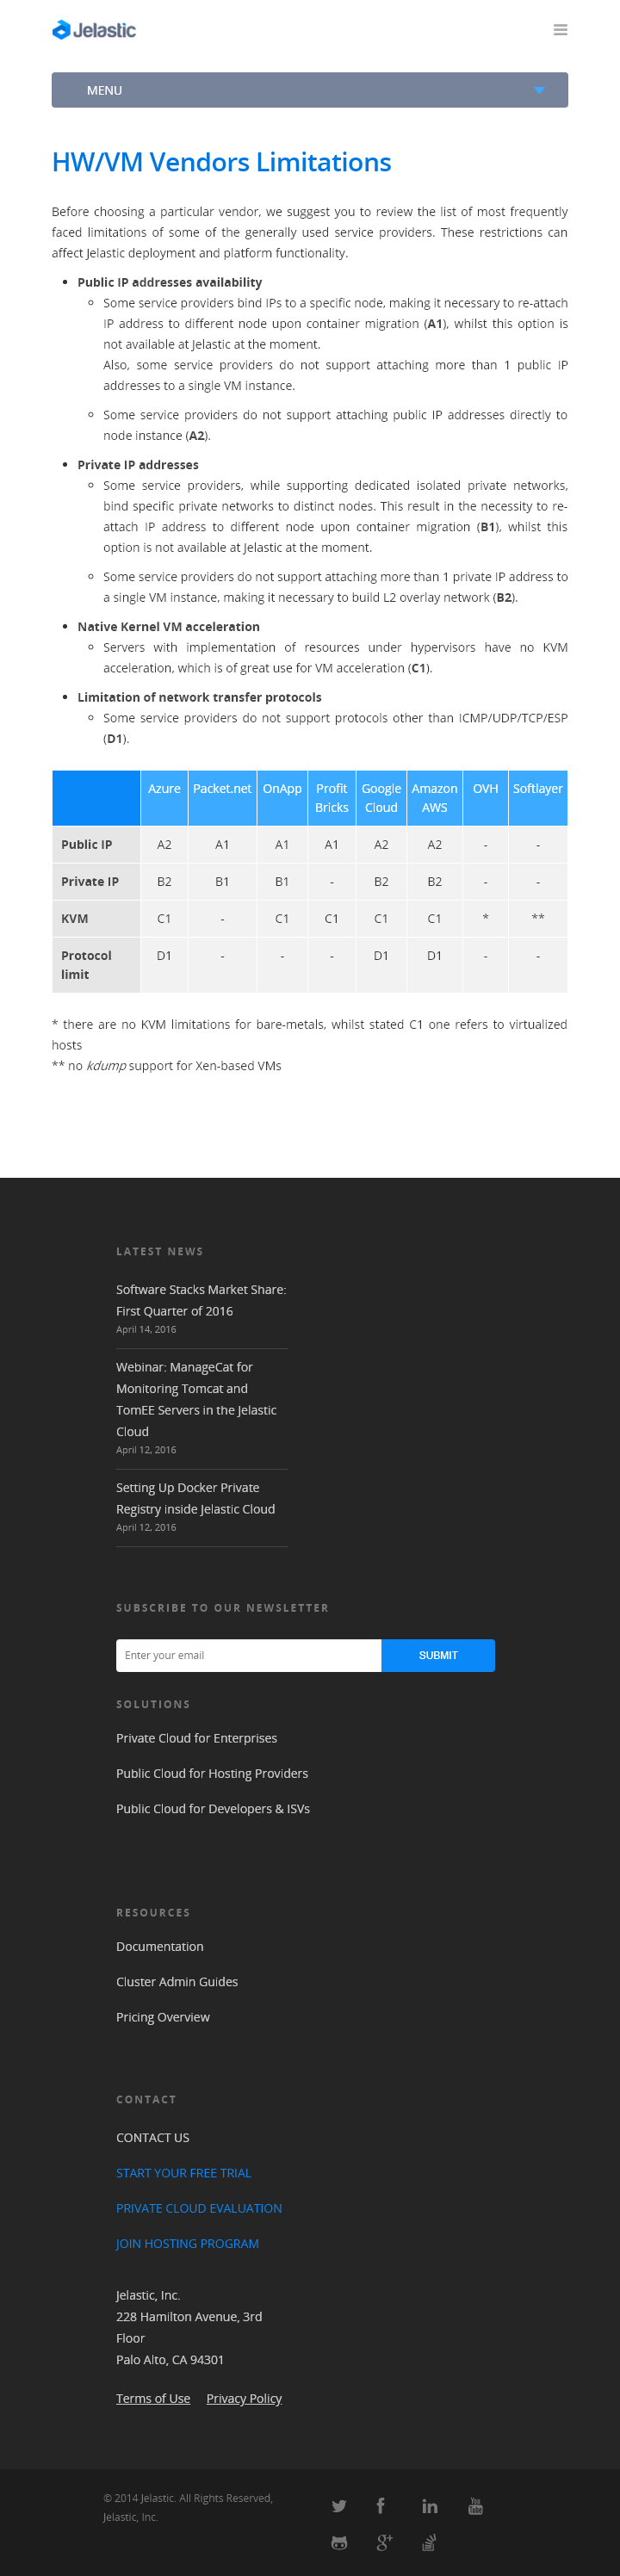 Jelastic
MENU
HW/VM Vendors Limitations
Before choosing a particular vendor, we suggest you to review the list of most frequently
faced limitations of some of the generally used service providers. These restrictions can
affect Jelastic deployment and platform functionality.
• Public IP addresses availability
○ Some service providers bind IPs to a specific node, making it necessary to re-attach
IP address to different node upon container migration (A1), whilst this option is
not available at Jelastic at the moment.
Also, some service providers do not support attaching more than 1 public IP
addresses to a single VM instance.
○ Some service providers do not support attaching public IP addresses directly to
node instance (A2).
• Private IP addresses
○ Some service providers, while supporting dedicated isolated private networks,
bind specific private networks to distinct nodes. This result in the necessity to re-
attach IP address to different node upon container migration (B1), whilst this
option is not available at Jelastic at the moment.
○ Some service providers do not support attaching more than 1 private IP address to
a single VM instance, making it necessary to build L2 overlay network (B2).
• Native Kernel VM acceleration
○ Servers with implementation of resources under hypervisors have no KVM
acceleration, which is of great use for VM acceleration (C1).
• Limitation of network transfer protocols
○ Some service providers do not support protocols other than ICMP/UDP/TCP/ESP
(D1).
Azure Packet.net OnApp Profit Bricks Google Cloud Amazon AWS OVH Softlayer
Public IP A2 A1 A1 A1 A2 A2 - -
Private IP B2 B1 B1 - B2 B2 - -
KVM C1 - C1 C1 C1 C1 * **
Protocol limit D1 - - - D1 D1 - -
* there are no KVM limitations for bare-metals, whilst stated C1 one refers to virtualized
hosts
** no kdump support for Xen-based VMs
LATEST NEWS
Software Stacks Market Share:
First Quarter of 2016
April 14, 2016
Webinar: ManageCat for
Monitoring Tomcat and
TomEE Servers in the Jelastic
Cloud
April 12, 2016
Setting Up Docker Private
Registry inside Jelastic Cloud
April 12, 2016
SUBSCRIBE TO OUR NEWSLETTER
Enter your email SUBMIT
SOLUTIONS
Private Cloud for Enterprises
Public Cloud for Hosting Providers
Public Cloud for Developers & ISVs
RESOURCES
Documentation
Cluster Admin Guides
Pricing Overview
CONTACT
CONTACT US
START YOUR FREE TRIAL
PRIVATE CLOUD EVALUATION
JOIN HOSTING PROGRAM
Jelastic, Inc.
228 Hamilton Avenue, 3rd
Floor
Palo Alto, CA 94301
Terms of Use Privacy Policy
© 2014 Jelastic. All Rights Reserved,
Jelastic, Inc.
You Tube